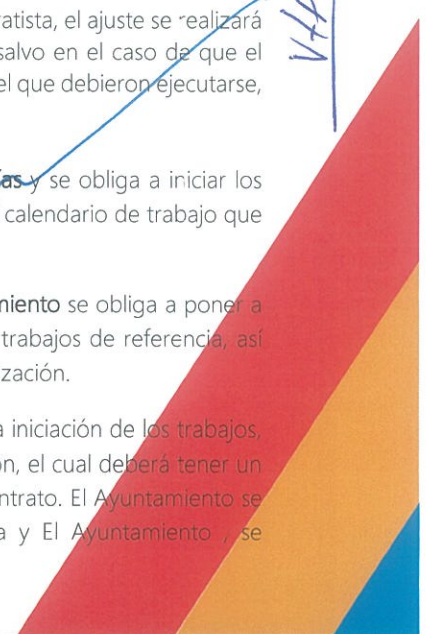 ratista, el ajuste se realizará
salvo en el caso de que el
el que debieron ejecutarse,
ías y se obliga a iniciar los
calendario de trabajo que
miento se obliga a poner a
trabajos de referencia, así
zación.
a iniciación de los trabajos,
ón, el cual deberá tener un
ntrato. El Ayuntamiento se
a y El Ayuntamiento , se